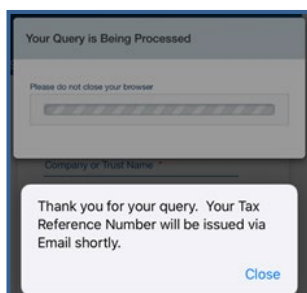 Your Query is Being Processed
Please do not close your browser
Company or Trust Name *
Thank you for your query.  Your Tax
Reference Number will be issued via
Email shortly.
Close